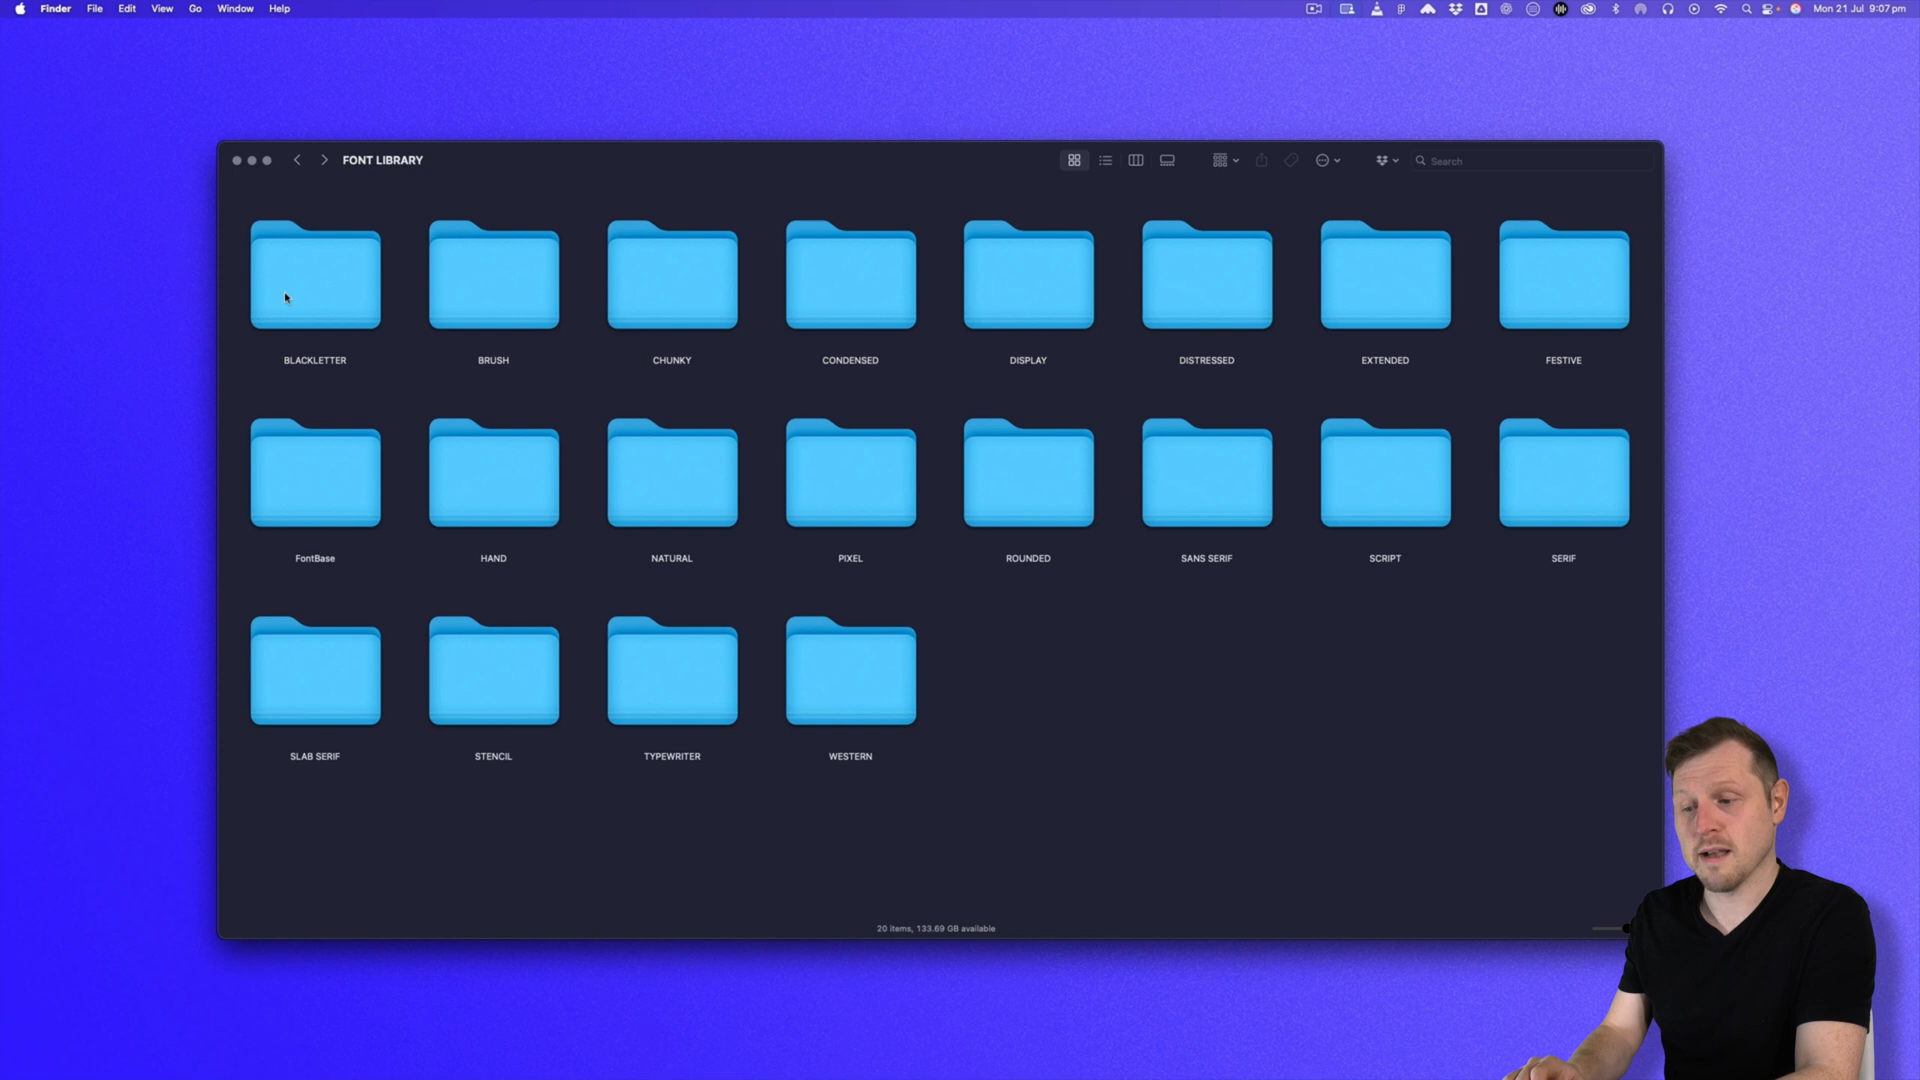 Finder File Edit View Go Window Help Mon 21 Jul 9:07 pm
FONT LIBRARY Search
BLACKLETTER BRUSH CHUNKY CONDENSED DISPLAY DISTRESSED EXTENDED FESTIVE
FontBase HAND NATURAL PIXEL ROUNDED SANS SERIF SCRIPT SERIF
SLAB SERIF STENCIL TYPEWRITER WESTERN
20 items, 133.69 GB available